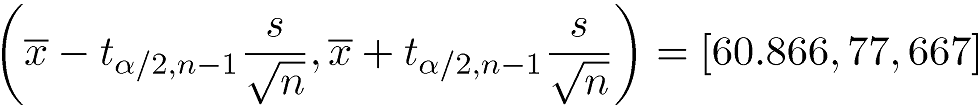 $\left( \overline{x} - t_{\alpha/2,n-1} \frac{s}{\sqrt{n}}, \overline{x} + t_{\alpha/2,n-1} \frac{s}{\sqrt{n}} \right) = [60.866, 77,667]$